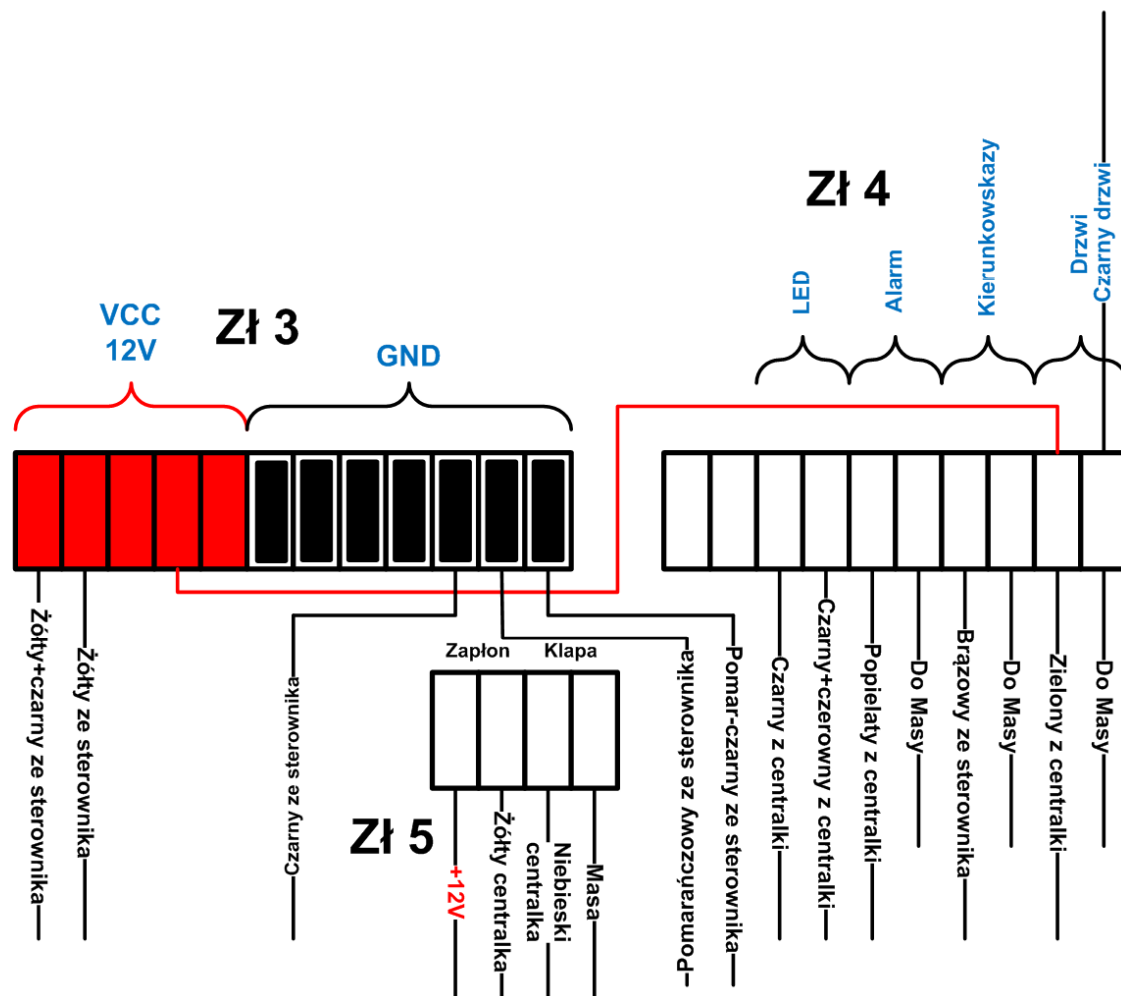 Zł 4
LED
Alarm
Kierunkowskazy
Drzwi
Czarny drzwi
VCC
12V
Zł 3
GND
Żółty+czarny ze sterownika
Żółty ze sterownika
Czarny ze sterownika
Zapłon
Klapa
Pomarańczowy ze sterownika
Pomar-czarny ze sterownika
Czarny z centralki
Czarny+czerowny z centralki
Popielaty z centralki
Do Masy
Brązowy ze sterownika
Do Masy
Zielony z centralki
Do Masy
Zł 5
+12V
Żółty centralka
Niebieski
centralka
Masa